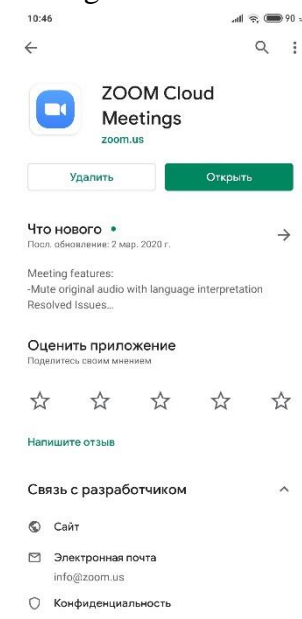 10:46
90
ZOOM Cloud
Meetings
zoom.us
Удалить
Открыть
Что нового •
Посл. обновление: 2 мар. 2020 г.
Meeting features:
-Mute original audio with language interpretation
Resolved Issues...
Оценить приложение
Поделитесь своим мнением
Напишите отзыв
Связь с разработчиком
Сайт
Электронная почта
info@zoom.us
Конфиденциальность